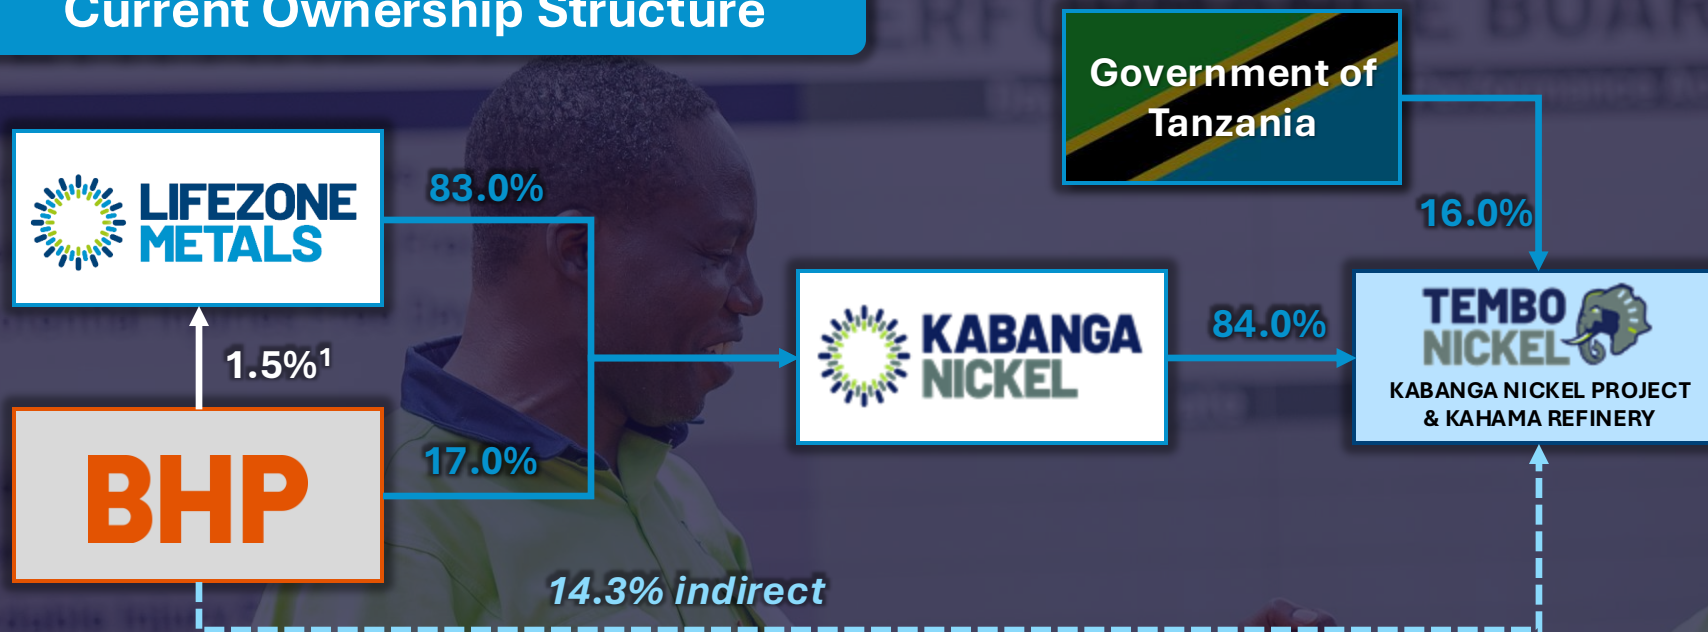 Current Ownership Structure
Government of
Tanzania
LIFEZONE
METALS
83.0%
16.0%
1.5%¹
KABANGA
NICKEL
84.0%
TEMBO
NICKEL
KABANGA NICKEL PROJECT
& KAHAMA REFINERY
BHP
17.0%
14.3% indirect